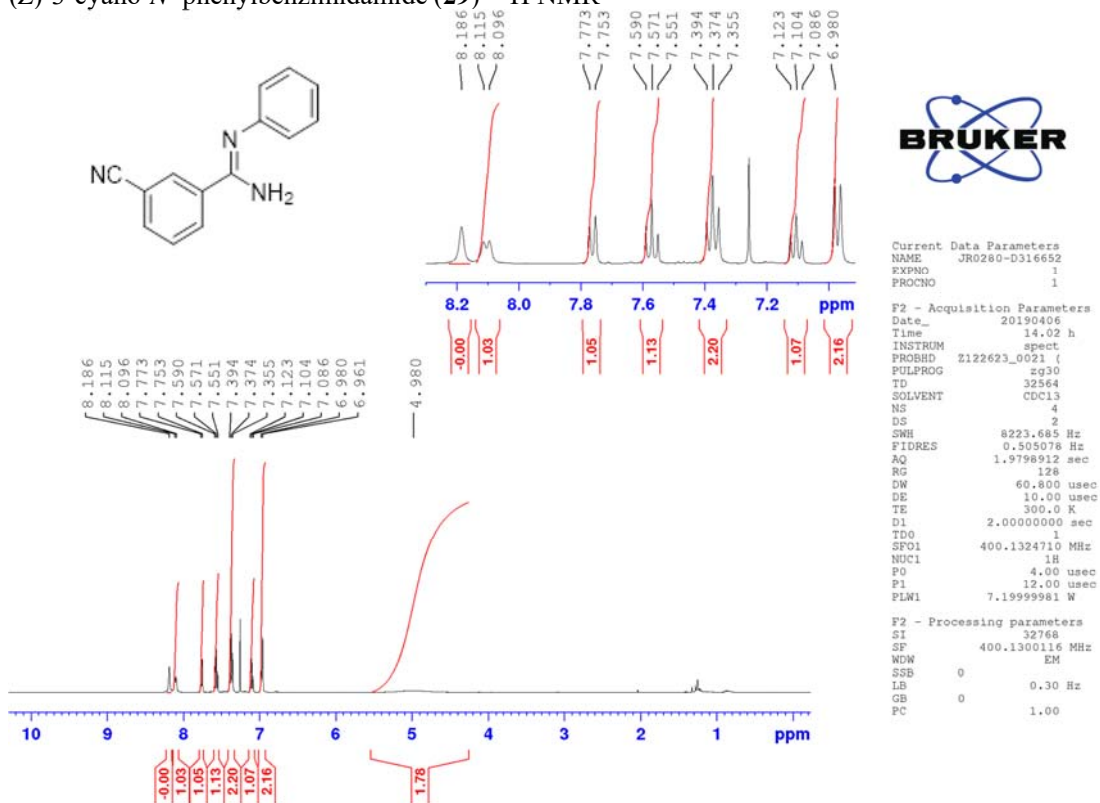 (Z)-3-cyano-N'-phenylbenzimidamide (29) – ¹H NMR
8.186
8.115
8.096
7.773
7.753
7.590
7.571
7.551
7.394
7.374
7.355
7.123
7.104
7.086
6.980
N
NC
NH₂
8.2 8.0 7.8 7.6 7.4 7.2 ppm
-0.00
1.03
1.05
1.13
2.20
1.07
2.16
8.186
8.115
8.096
7.773
7.753
7.590
7.571
7.551
7.394
7.374
7.355
7.123
7.104
7.086
6.980
6.961
4.980
10 9 8 7 6 5 4 3 2 1 ppm
-0.00
1.03
1.05
1.13
2.20
1.07
2.16
1.78
BRUKER
Current Data Parameters
NAME JR0280-D316652
EXPNO 1
PROCNO 1
F2 - Acquisition Parameters
Date_ 20190406
Time 14.02 h
INSTRUM spect
PROBHD Z122623_0021 (
PULPROG zg30
TD 32564
SOLVENT CDCl3
NS 4
DS 2
SWH 8223.685 Hz
FIDRES 0.505078 Hz
AQ 1.9798912 sec
RG 128
DW 60.800 usec
DE 10.00 usec
TE 300.0 K
D1 2.00000000 sec
TD0 1
SFO1 400.1324710 MHz
NUC1 1H
P0 4.00 usec
P1 12.00 usec
PLW1 7.19999981 W
F2 - Processing parameters
SI 32768
SF 400.1300116 MHz
WDW EM
SSB 0
LB 0.30 Hz
GB 0
PC 1.00